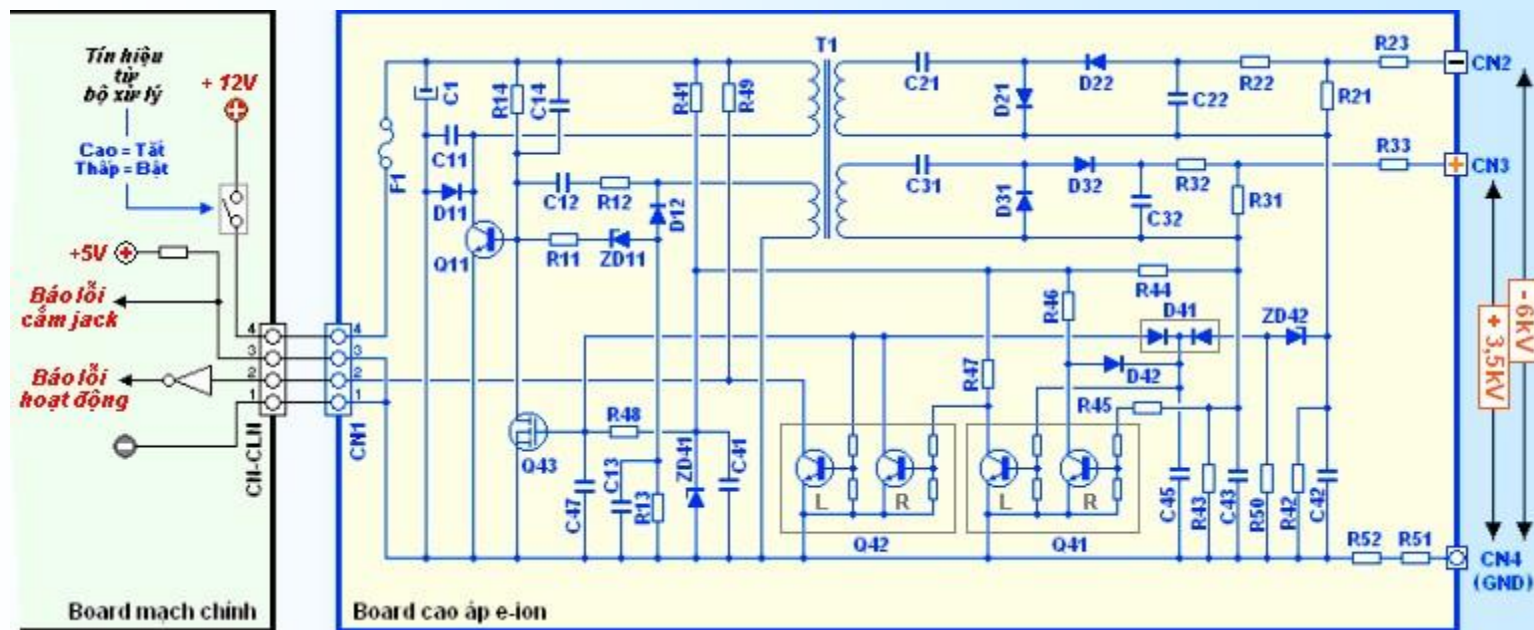 Tín hiệu
từ
bộ xử lý
+ 12V
Cao = Tắt
Thấp = Bật
+5V
Báo lỗi
cắm jack
Báo lỗi
hoạt động
4
3
2
1
CN-CLN
Board mạch chính
4
3
2
1
CN1
F1
C1
C11
D11
Q11
R14
C14
C12
R12
R11
ZD11
D12
R41
R49
T1
C21
D21
D22
C22
R22
R23
R21
CN2
C31
D31
D32
C32
R32
R31
R33
CN3
R44
R46
D41
ZD42
D42
R47
R45
Q43
R48
C47
C13
R13
ZD41
C41
L
R
Q42
L
R
Q41
C45
R43
C43
R50
R42
C42
R52
R51
CN4
(GND)
+ 3,5kV
- 6kV
Board cao áp e-ion